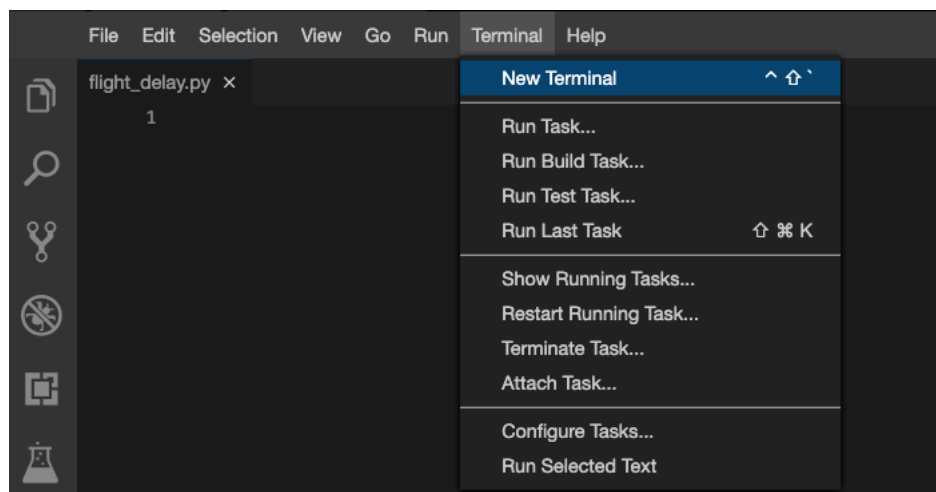 File Edit Selection View Go Run Terminal Help
flight_delay.py ×
1
New Terminal ^ ⇧ `
Run Task...
Run Build Task...
Run Test Task...
Run Last Task ⇧ ⌘ K
Show Running Tasks...
Restart Running Task...
Terminate Task...
Attach Task...
Configure Tasks...
Run Selected Text